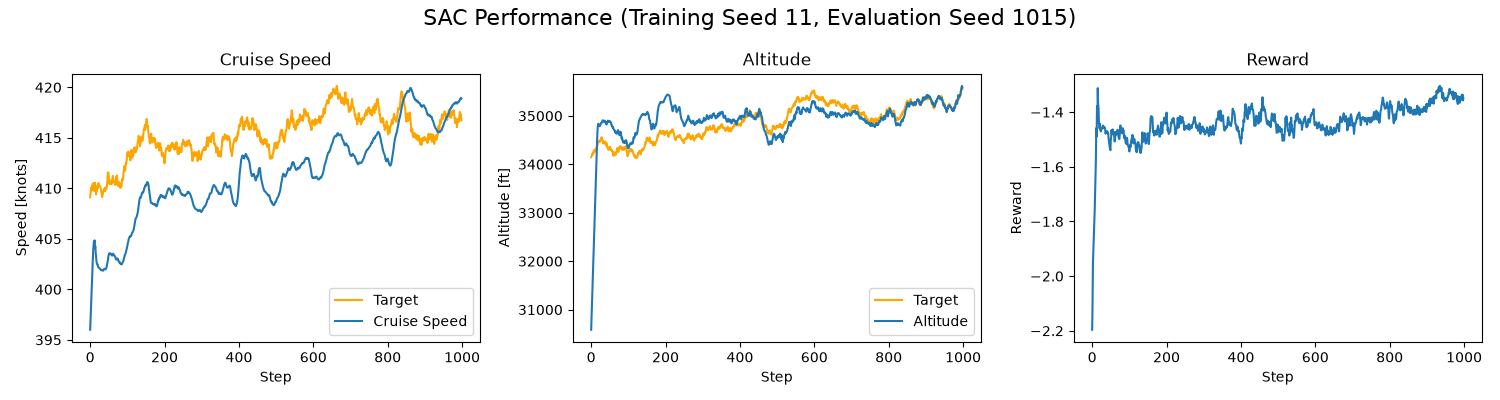 SAC Performance (Training Seed 11, Evaluation Seed 1015)
Cruise Speed
Speed [knots]
420
415
410
405
400
395
0 200 400 600 800 1000
Step
Target
Cruise Speed
Altitude
Altitude [ft]
35000
34000
33000
32000
31000
0 200 400 600 800 1000
Step
Target
Altitude
Reward
Reward
−1.4
−1.6
−1.8
−2.0
−2.2
0 200 400 600 800 1000
Step